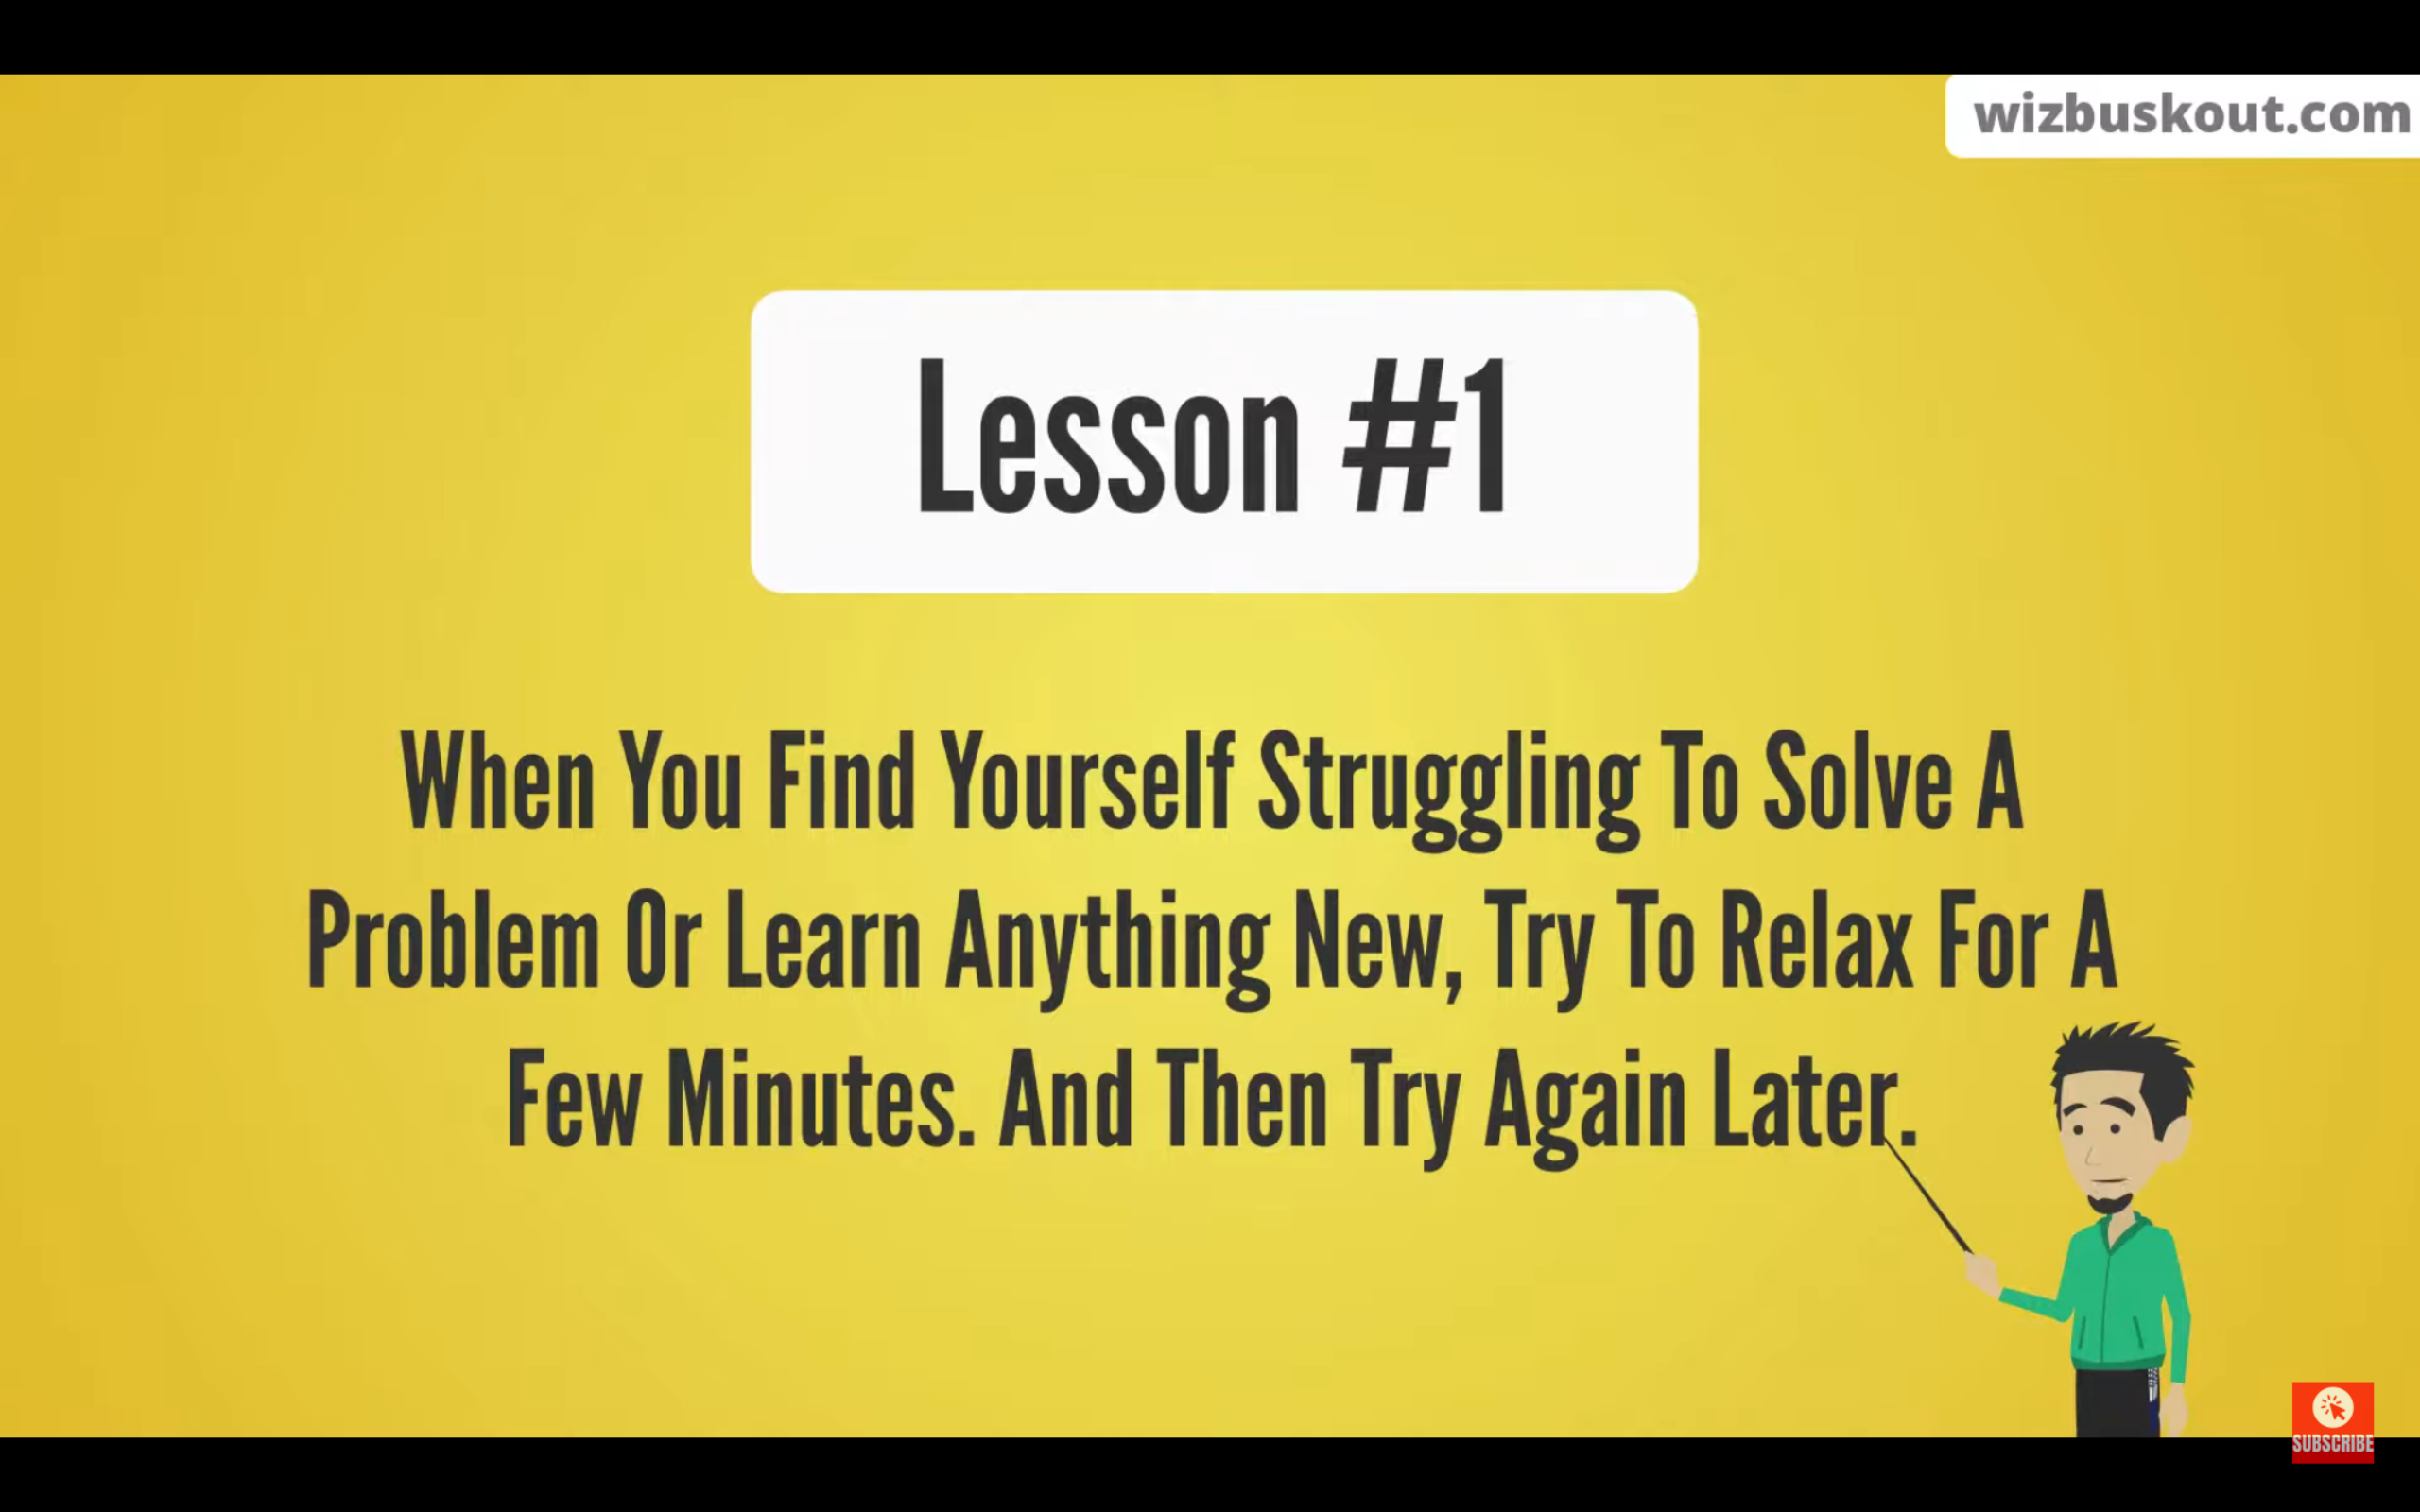 wizbuskout.com
Lesson #1
When You Find Yourself Struggling To Solve A
Problem Or Learn Anything New, Try To Relax For A
Few Minutes. And Then Try Again Later.
SUBSCRIBE